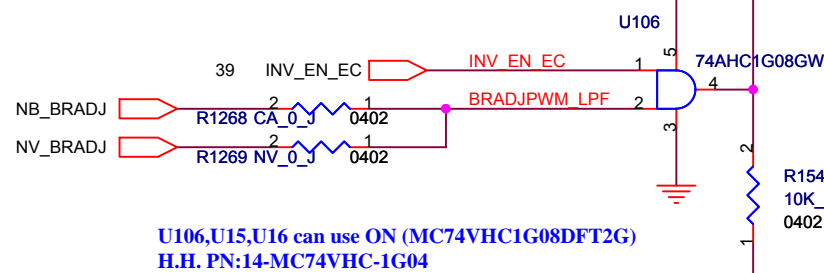 U106
5
74AHC1G08GW
39 INV_EN_EC INV_EN_EC 1
4
NB_BRADJ 2 1 BRADJPWM_LPF 2
R1268 CA_0_J 0402
3
NV_BRADJ 2 1
R1269 NV_0_J 0402
2
R154
10K_
0402
1
U106,U15,U16 can use ON (MC74VHC1G08DFT2G)
H.H. PN:14-MC74VHC-1G04